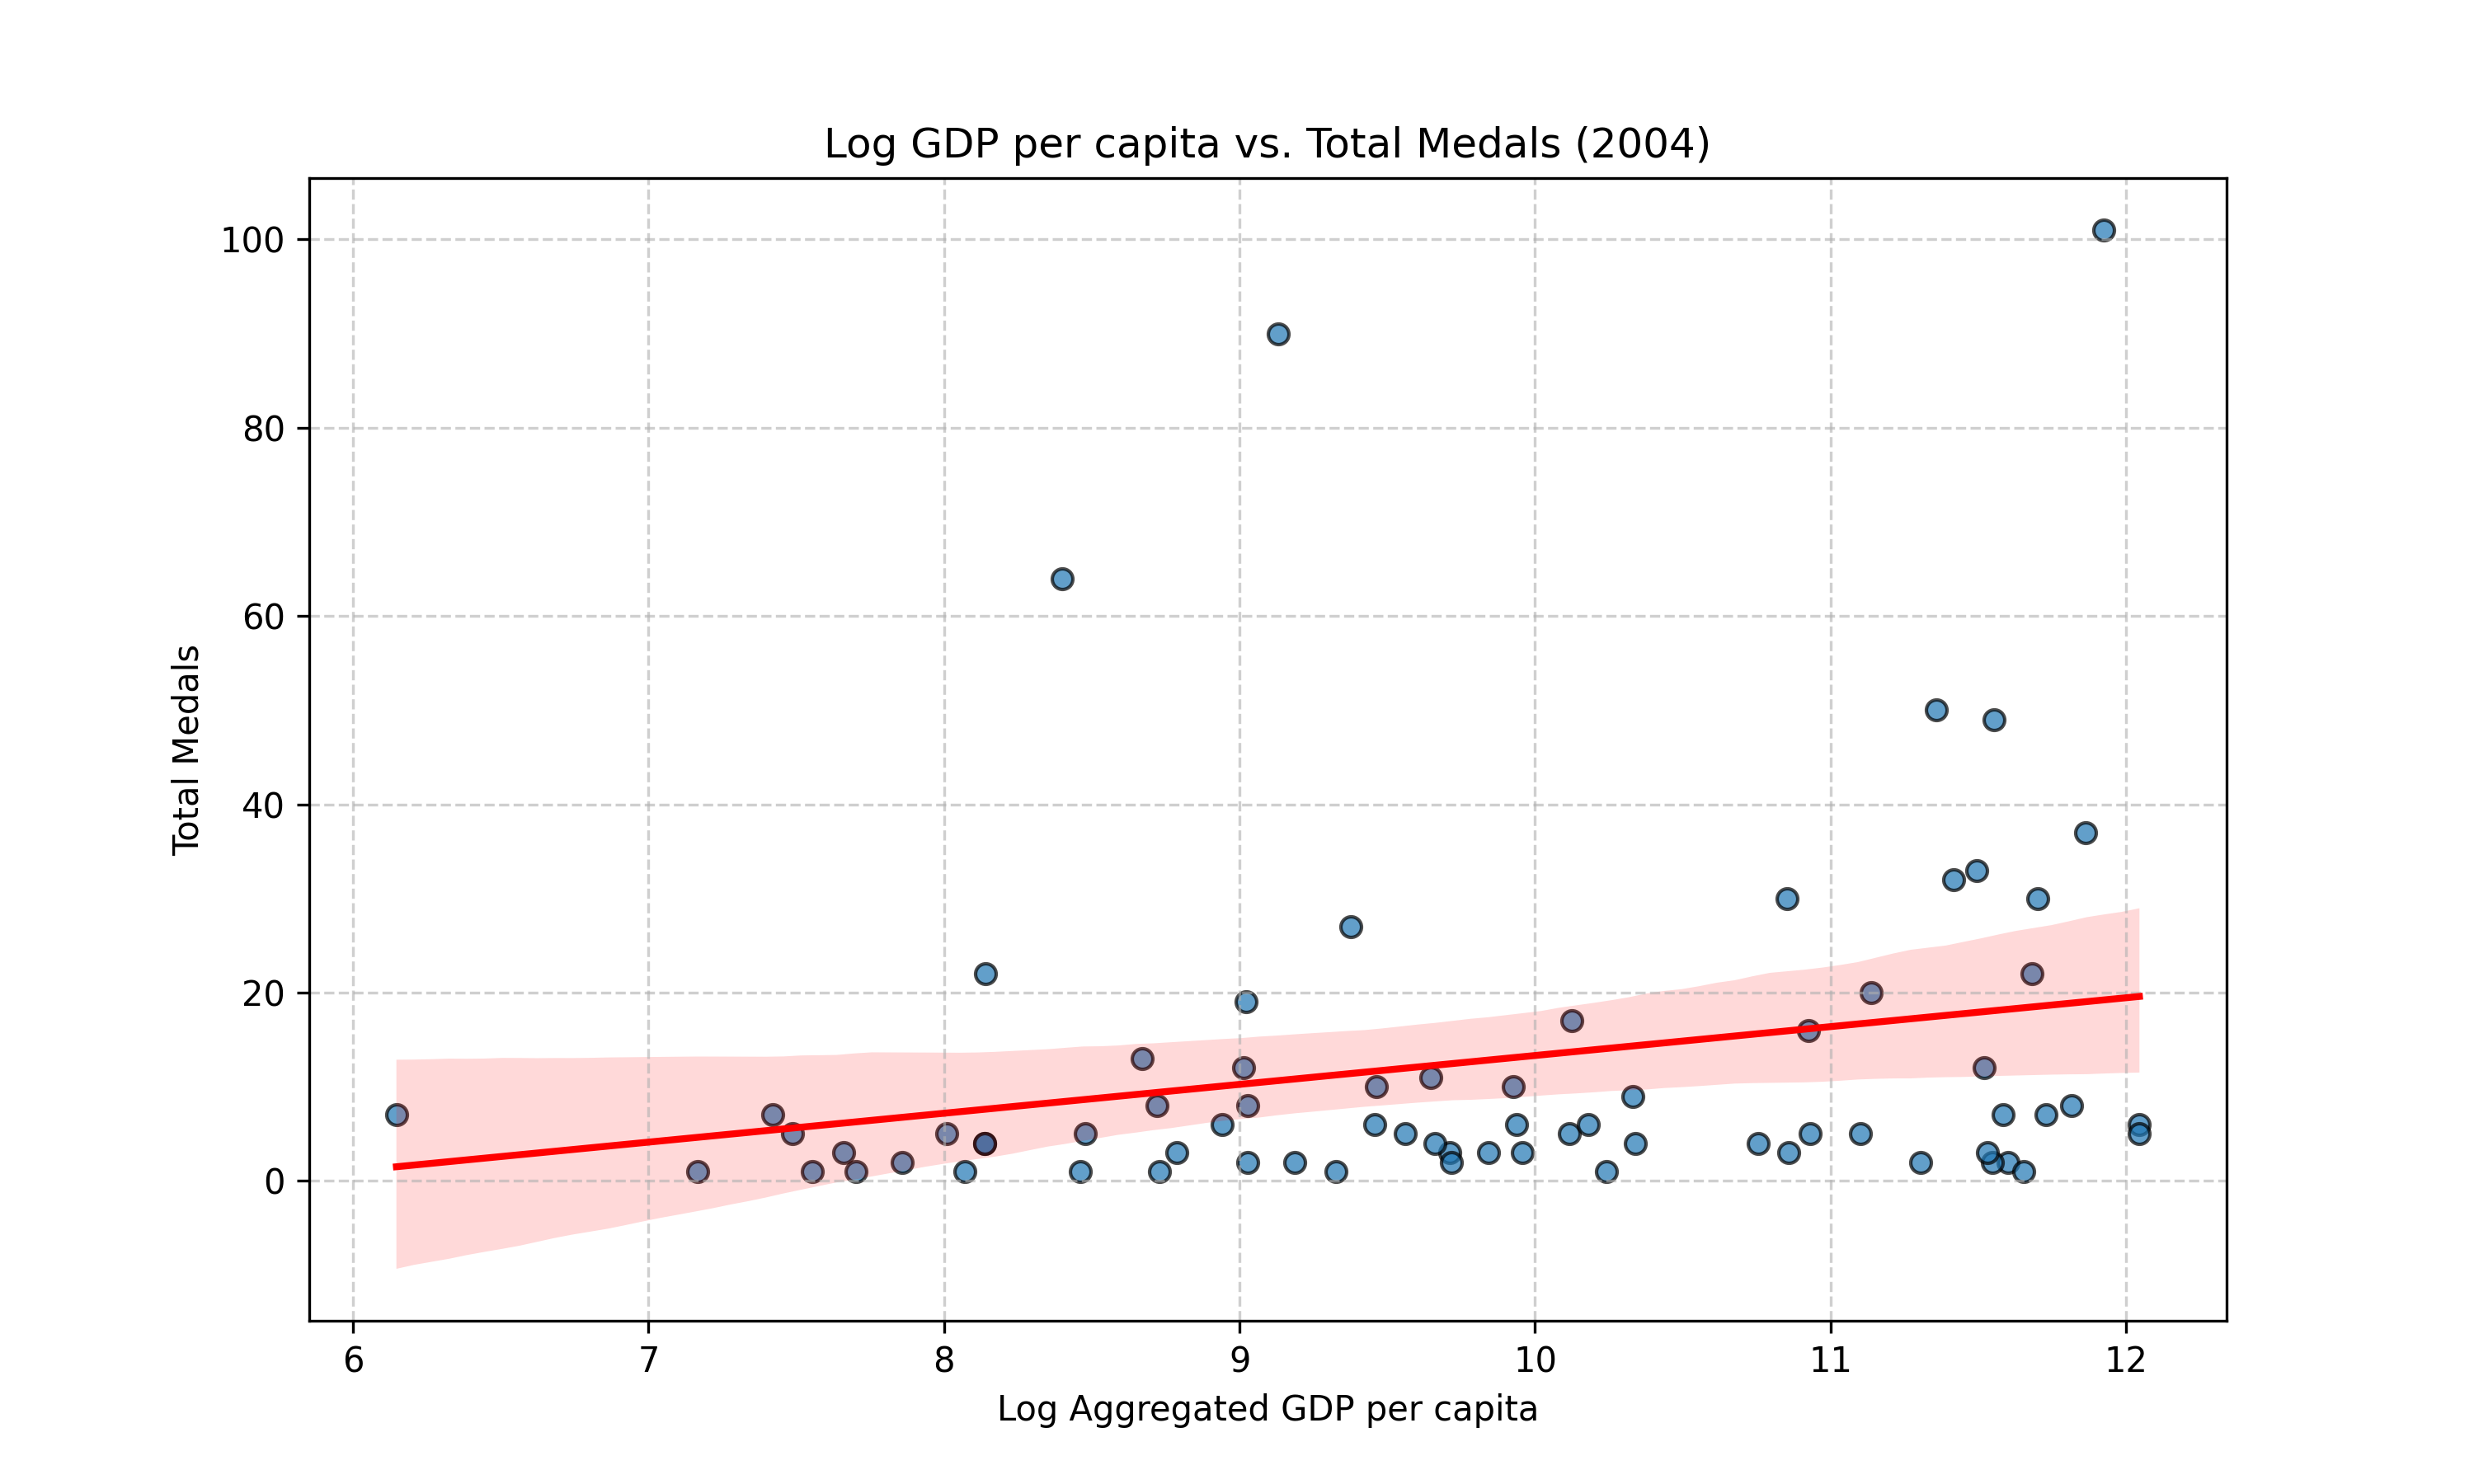 Log GDP per capita vs. Total Medals (2004)
Total Medals
100
80
60
40
20
0
6 7 8 9 10 11 12
Log Aggregated GDP per capita